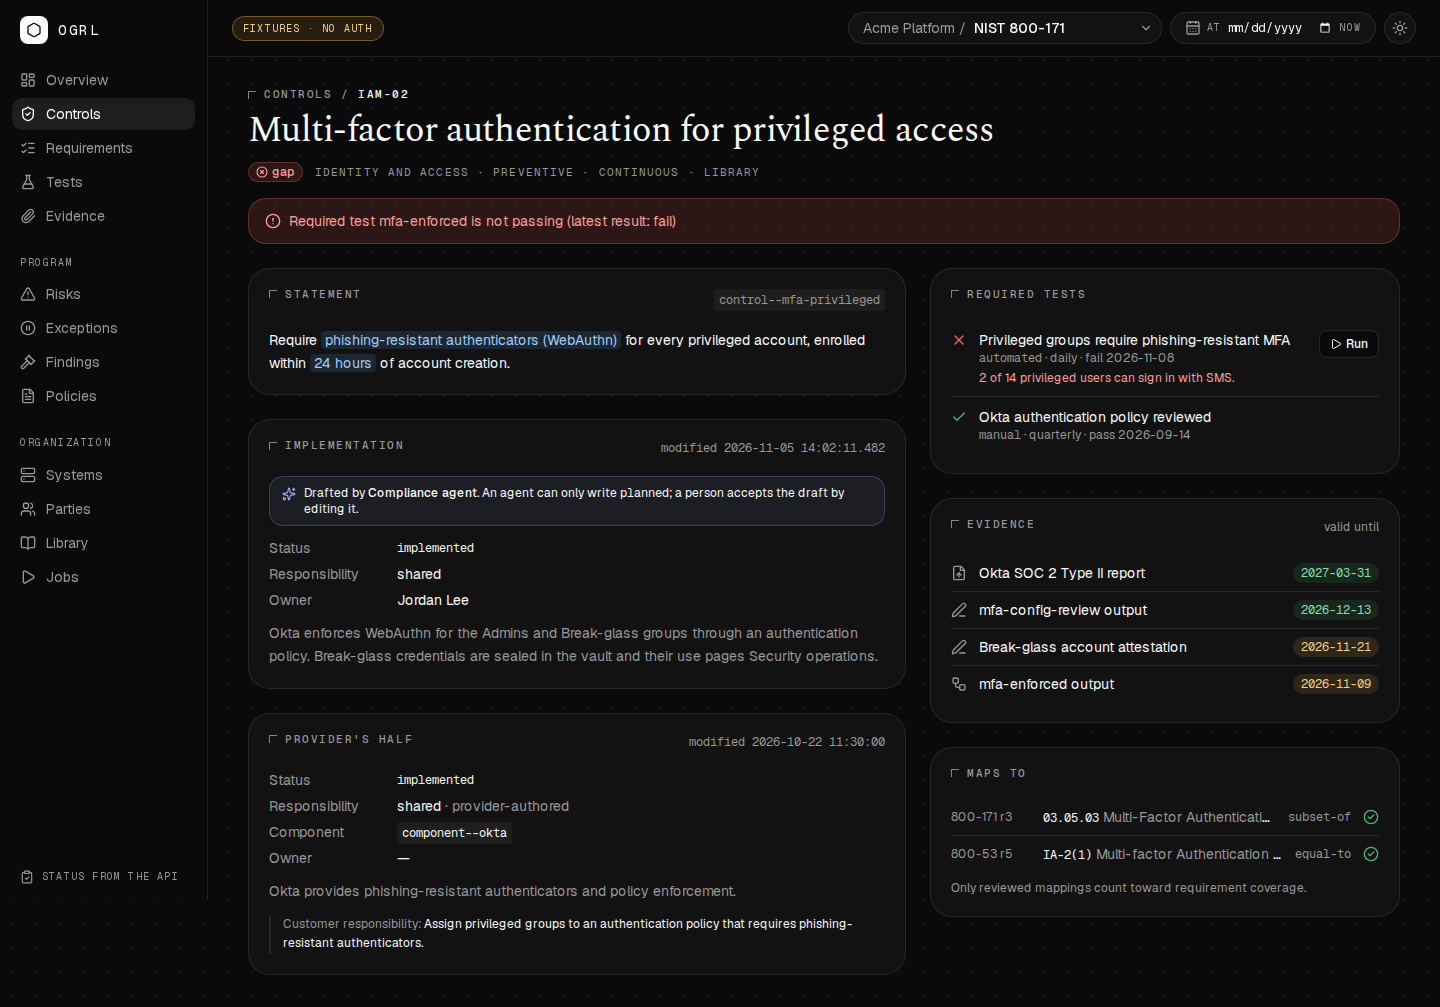 OGRL
FIXTURES · NO AUTH
Acme Platform / NIST 800-171
AT mm/dd/yyyy NOW
Overview
Controls
Requirements
Tests
Evidence
PROGRAM
Risks
Exceptions
Findings
Policies
ORGANIZATION
Systems
Parties
Library
Jobs
STATUS FROM THE API
CONTROLS / IAM-02
Multi-factor authentication for privileged access
gap IDENTITY AND ACCESS · PREVENTIVE · CONTINUOUS · LIBRARY
Required test mfa-enforced is not passing (latest result: fail)
STATEMENT
control--mfa-privileged
Require phishing-resistant authenticators (WebAuthn) for every privileged account, enrolled
within 24 hours of account creation.
IMPLEMENTATION
modified 2026-11-05 14:02:11.482
Drafted by Compliance agent. An agent can only write planned; a person accepts the draft by
editing it.
Status implemented
Responsibility shared
Owner Jordan Lee
Okta enforces WebAuthn for the Admins and Break-glass groups through an authentication
policy. Break-glass credentials are sealed in the vault and their use pages Security operations.
PROVIDER'S HALF
modified 2026-10-22 11:30:00
Status implemented
Responsibility shared · provider-authored
Component component--okta
Owner —
Okta provides phishing-resistant authenticators and policy enforcement.
Customer responsibility: Assign privileged groups to an authentication policy that requires phishing-
resistant authenticators.
REQUIRED TESTS
Privileged groups require phishing-resistant MFA
Run
automated · daily · fail 2026-11-08
2 of 14 privileged users can sign in with SMS.
Okta authentication policy reviewed
manual · quarterly · pass 2026-09-14
EVIDENCE
valid until
Okta SOC 2 Type II report 2027-03-31
mfa-config-review output 2026-12-13
Break-glass account attestation 2026-11-21
mfa-enforced output 2026-11-09
MAPS TO
800-171 r3 03.05.03 Multi-Factor Authenticati... subset-of
800-53 r5 IA-2(1) Multi-factor Authentication ... equal-to
Only reviewed mappings count toward requirement coverage.